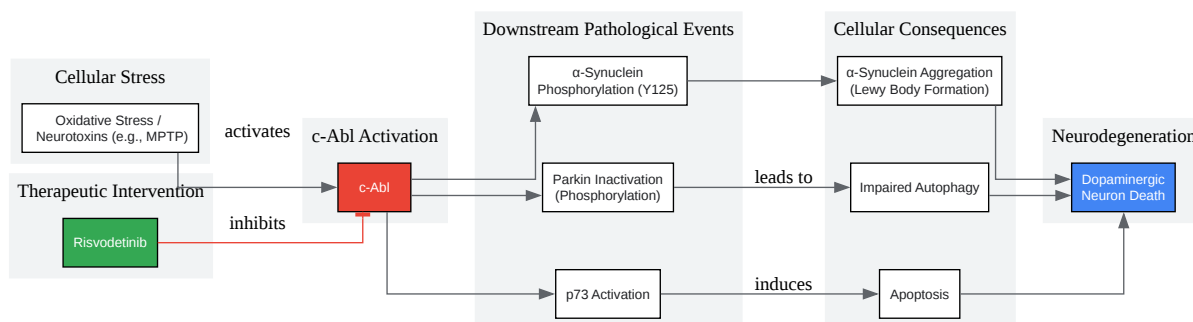 Cellular Stress
Oxidative Stress /
Neurotoxins (e.g., MPTP)
activates
Therapeutic Intervention
Risvodetinib
inhibits
c-Abl Activation
c-Abl
Downstream Pathological Events
α-Synuclein
Phosphorylation (Y125)
Parkin Inactivation
(Phosphorylation)
p73 Activation
leads to
induces
Cellular Consequences
α-Synuclein Aggregation
(Lewy Body Formation)
Impaired Autophagy
Apoptosis
Neurodegeneration
Dopaminergic
Neuron Death